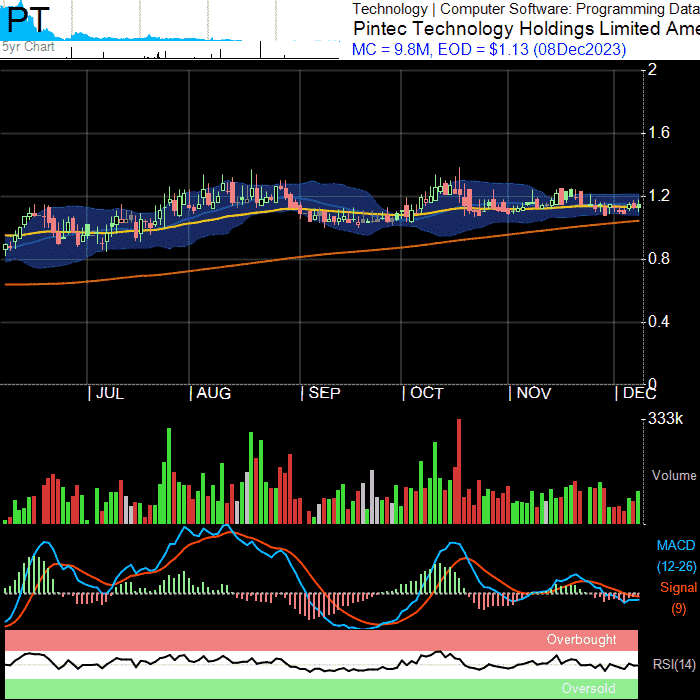 PT
5yr Chart
Technology | Computer Software: Programming Data
Pintec Technology Holdings Limited Ame
MC = 9.8M, EOD = $1.13 (08Dec2023)
2
1.6
1.2
0.8
0.4
0
JUL AUG SEP OCT NOV DEC
333k
Volume
MACD
(12-26)
Signal
(9)
Overbought
RSI(14)
Oversold